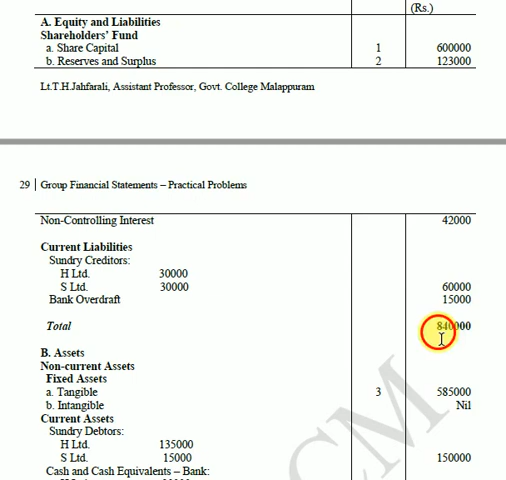 (Rs.)
A. Equity and Liabilities
Shareholders' Fund
a. Share Capital 1 600000
b. Reserves and Surplus 2 123000
Lt.T.H.Jahfarali, Assistant Professor, Govt. College Malappuram
29 | Group Financial Statements – Practical Problems
Non-Controlling Interest 42000
Current Liabilities
Sundry Creditors:
H Ltd. 30000
S Ltd. 30000 60000
Bank Overdraft 15000
Total 840000
B. Assets
Non-current Assets
Fixed Assets
a. Tangible 3 585000
b. Intangible Nil
Current Assets
Sundry Debtors:
H Ltd. 135000
S Ltd. 15000 150000
Cash and Cash Equivalents – Bank:
CM